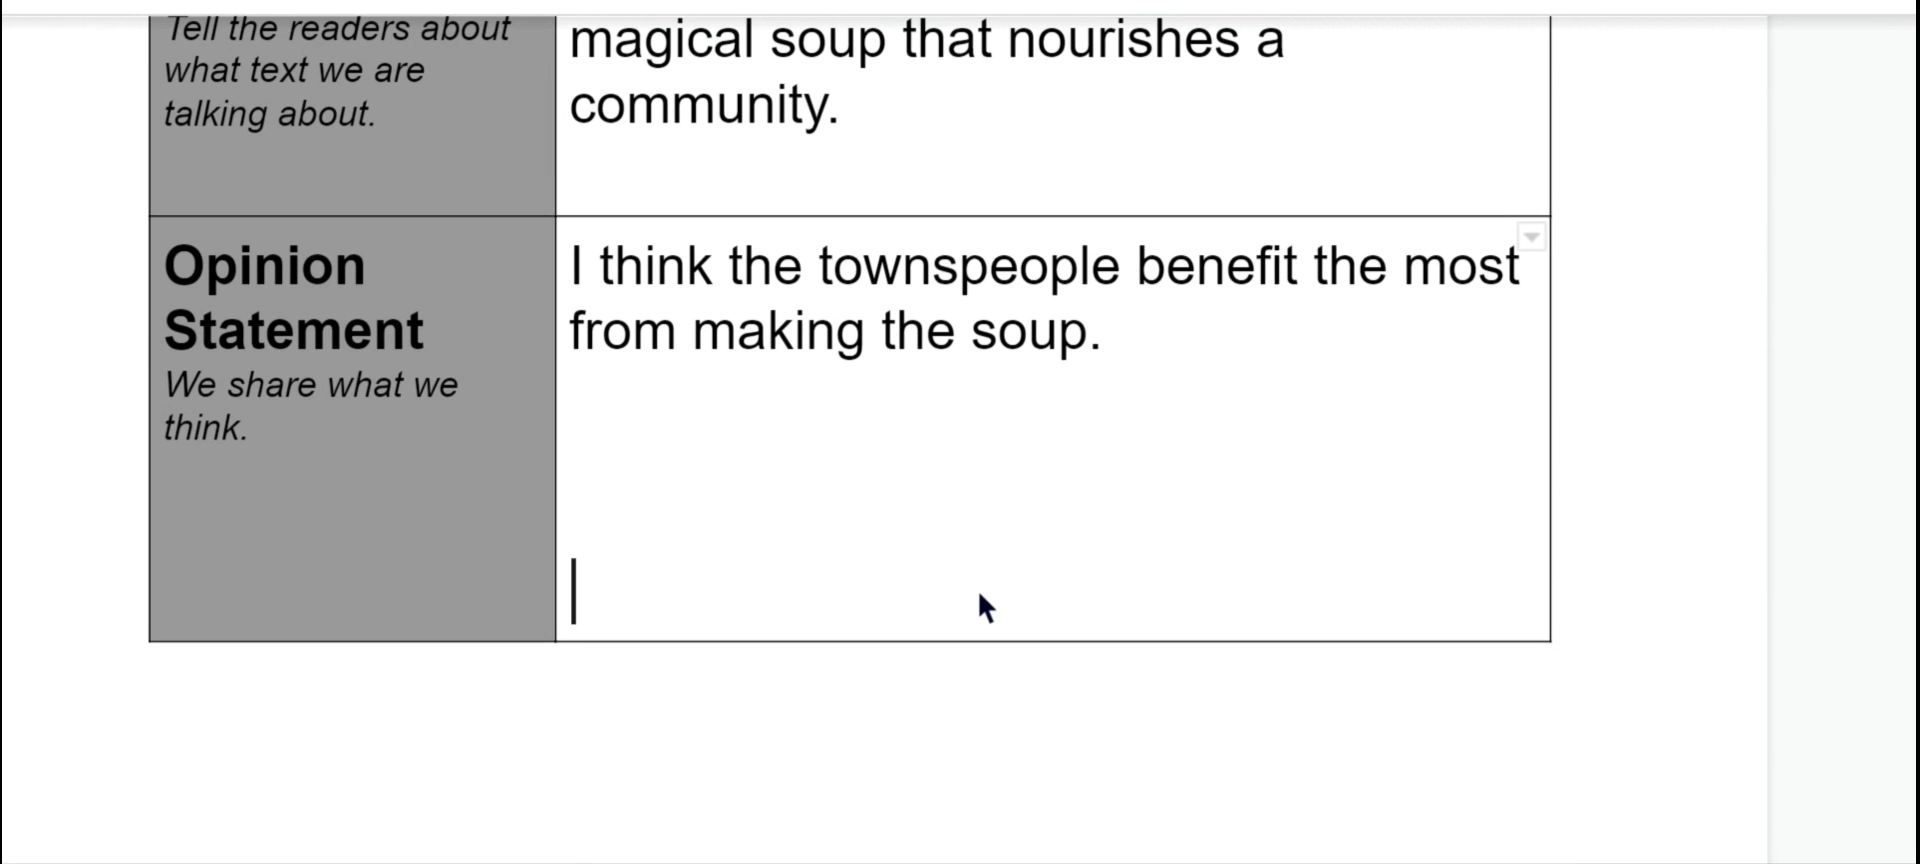 Tell the readers about
what text we are
talking about.
magical soup that nourishes a
community.
Opinion
Statement
We share what we
think.
I think the townspeople benefit the most
from making the soup.